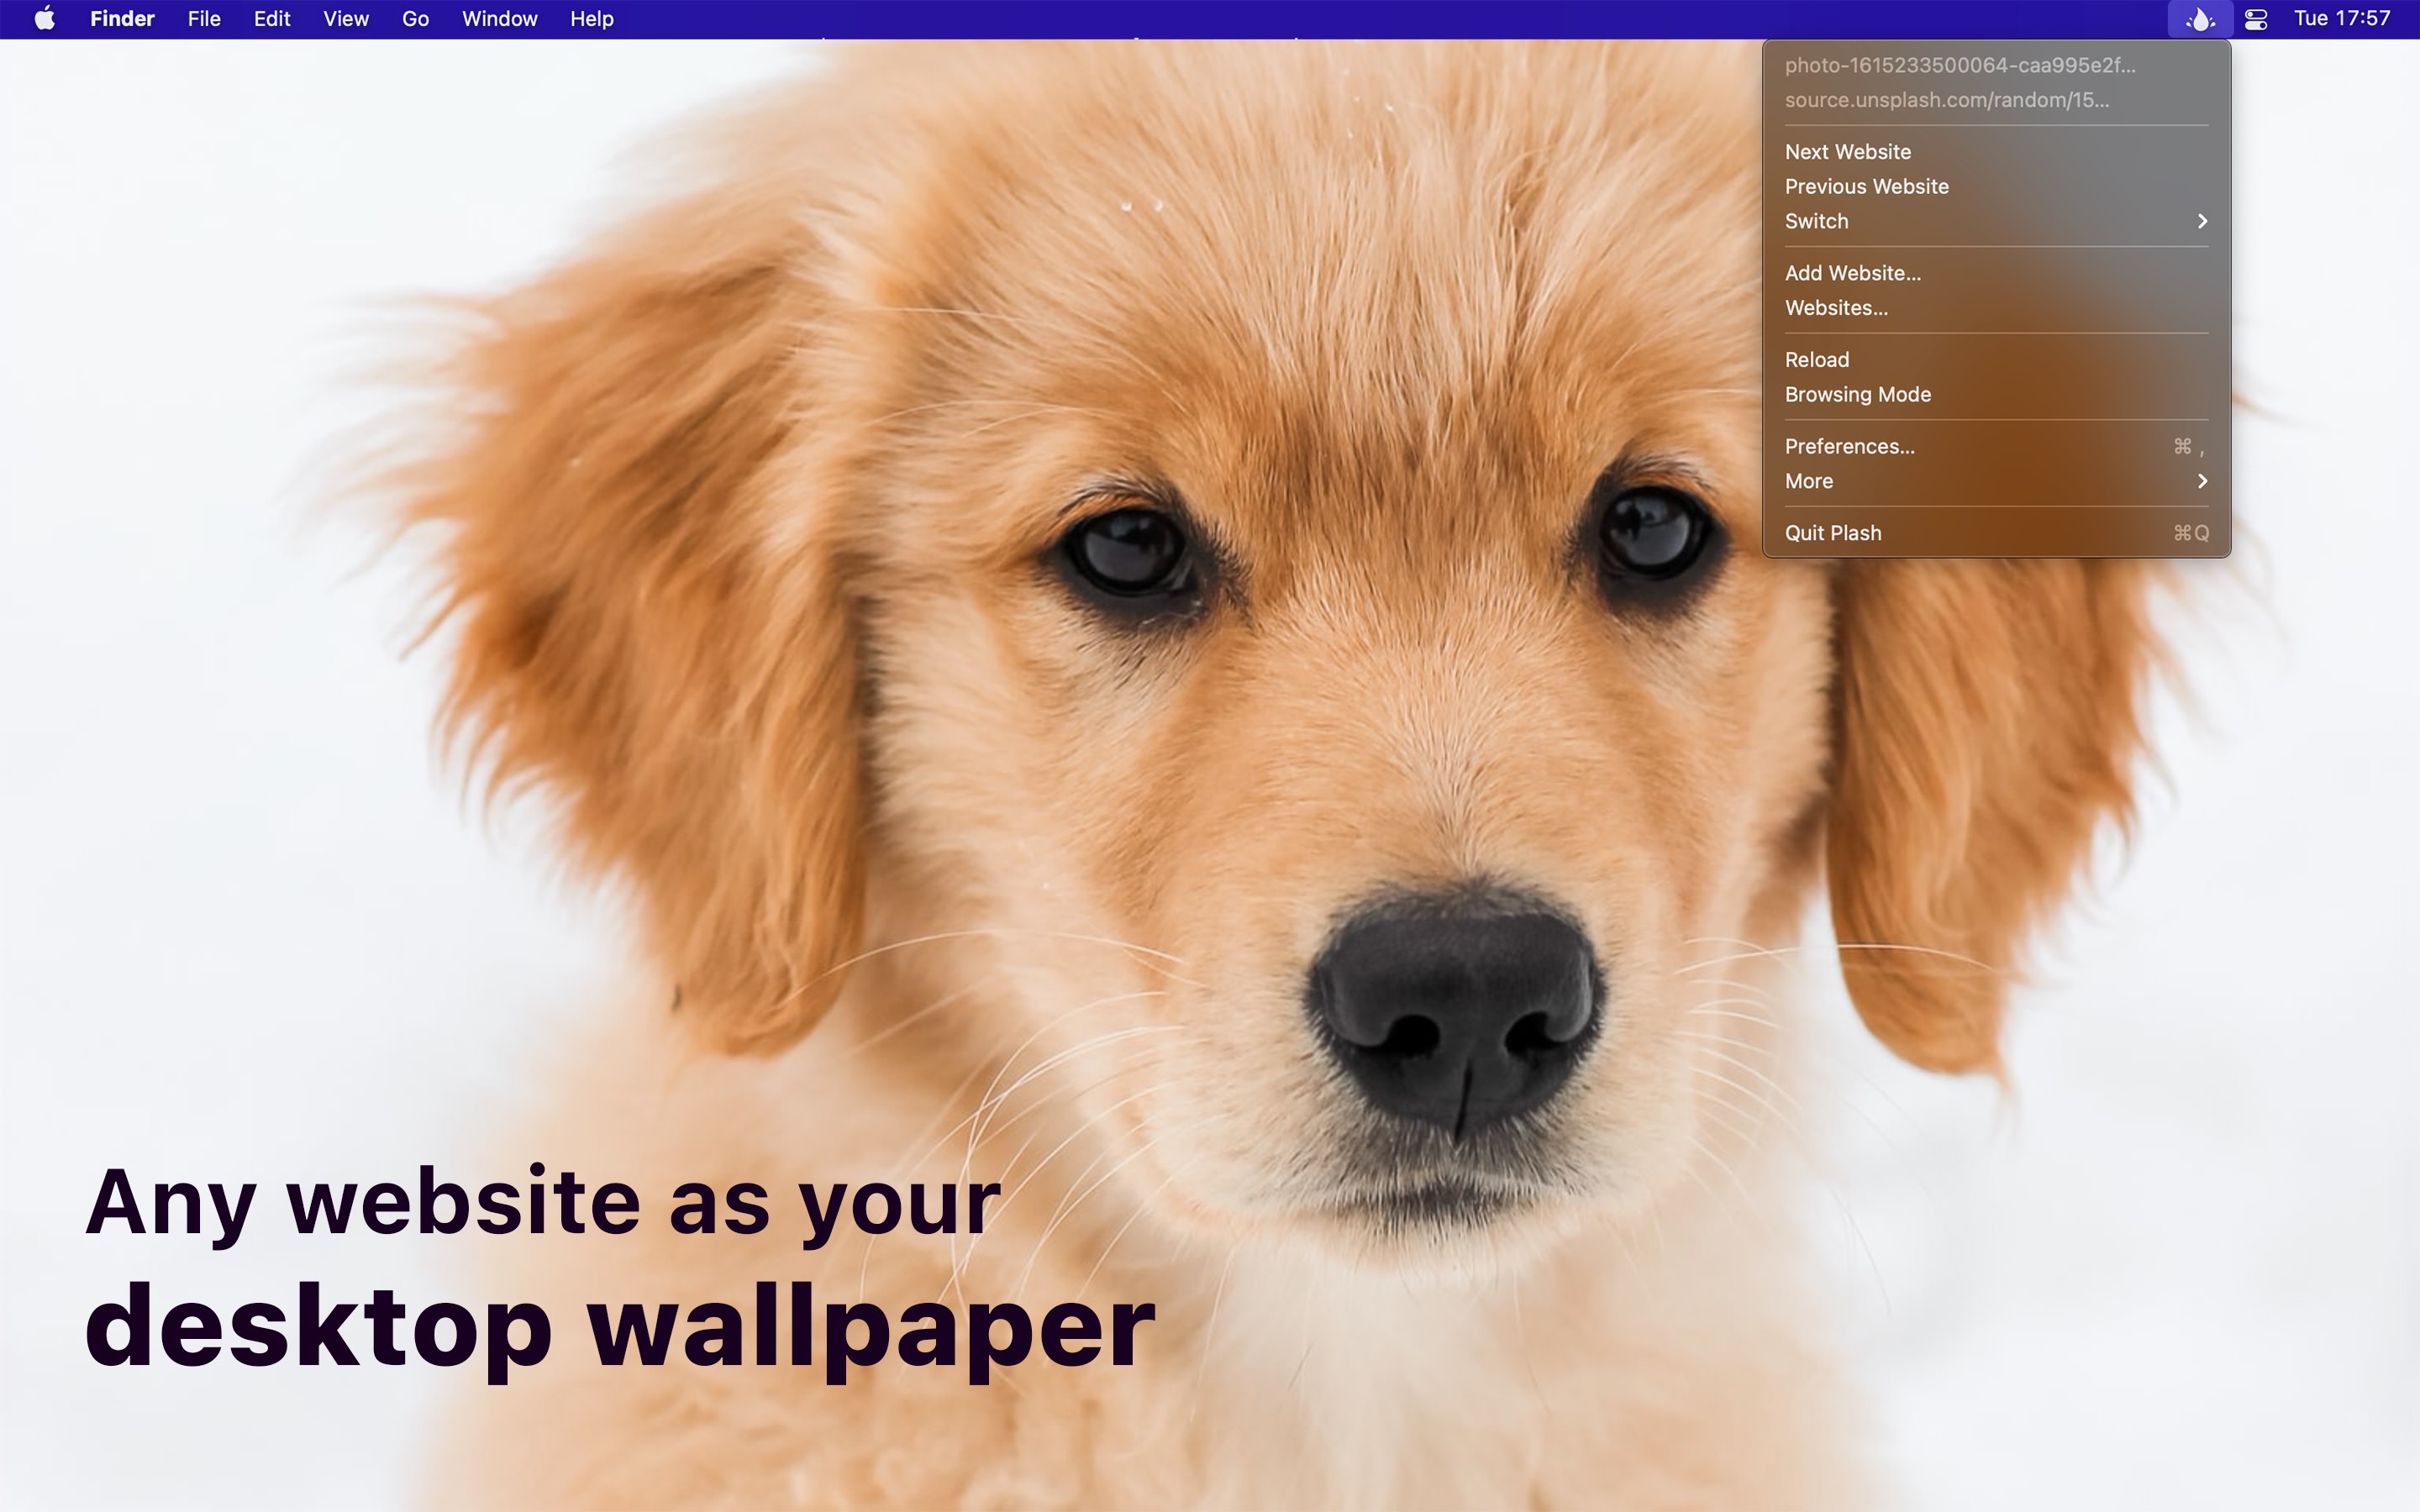 Finder File Edit View Go Window Help Tue 17:57
photo-1615233500064-caa995e2f...
source.unsplash.com/random/15...
Next Website
Previous Website
Switch
Add Website...
Websites...
Reload
Browsing Mode
Preferences... ⌘ ,
More
Quit Plash ⌘Q
Any website as your
desktop wallpaper